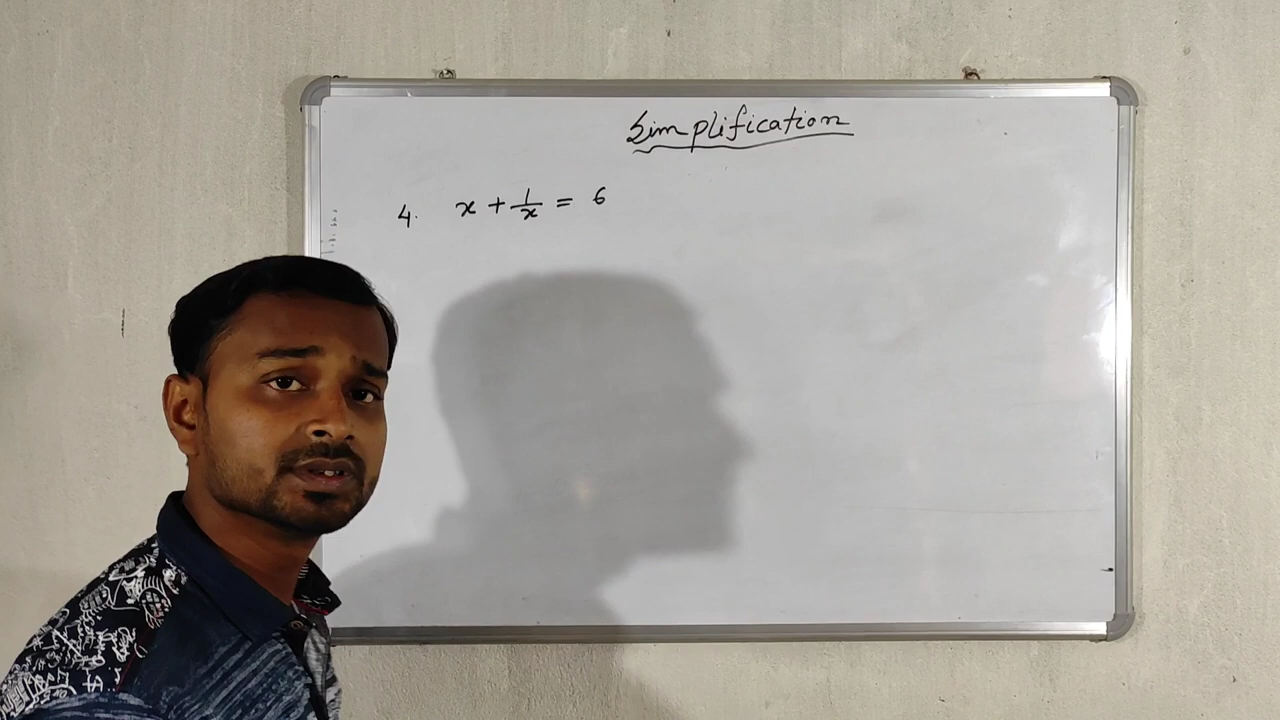 Simplification
4. x + 1/x = 6